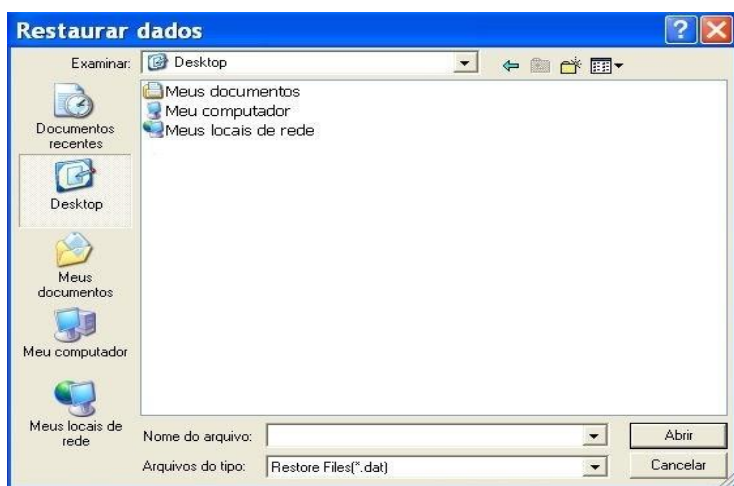 Restaurar dados
Examinar: Desktop
Meus documentos
Meu computador
Meus locais de rede
Documentos
recentes
Desktop
Meus
documentos
Meu computador
Meus locais de
rede
Nome do arquivo:
Abrir
Arquivos do tipo: Restore Files(*.dat)
Cancelar